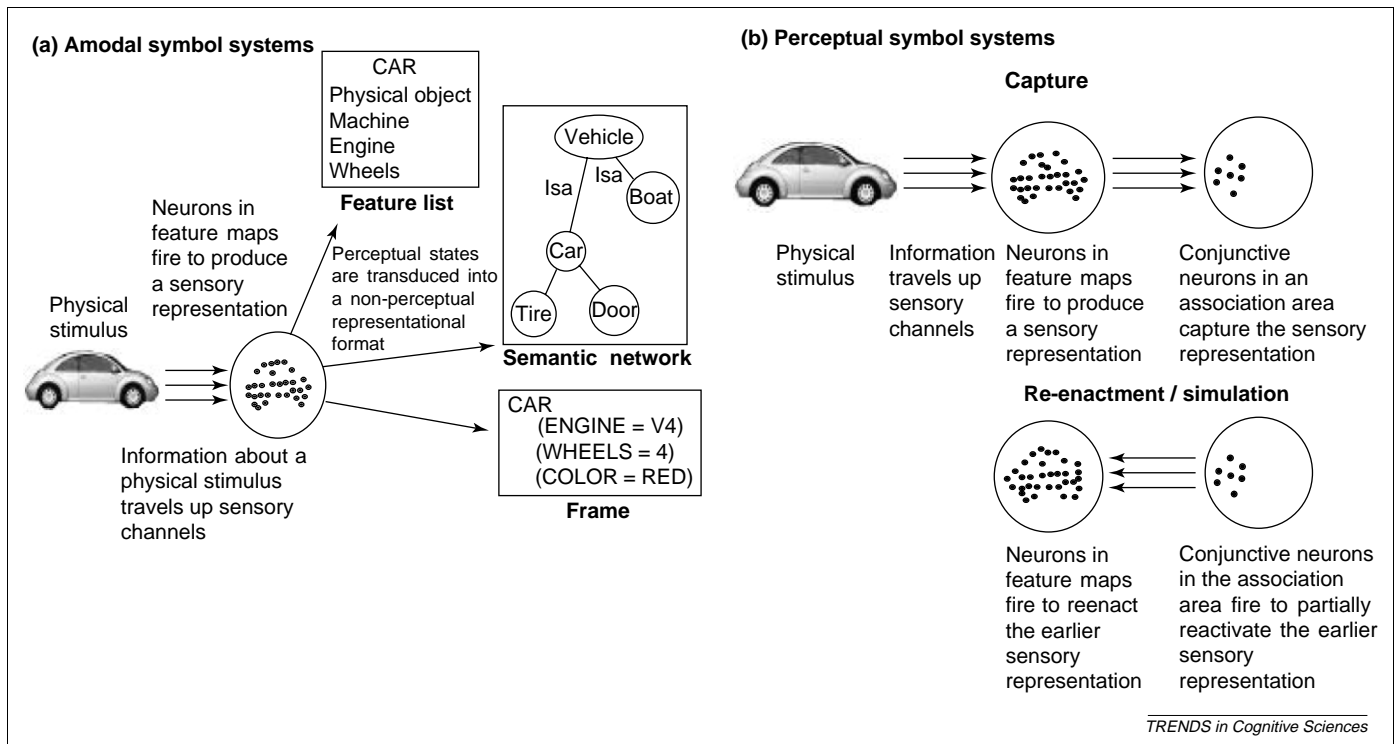 (a) Amodal symbol systems
CAR
Physical object
Machine
Engine
Wheels
Feature list
Vehicle
Isa
Isa
Boat
Car
Tire
Door
Semantic network
Neurons in
feature maps
fire to produce
a sensory
representation
Perceptual states
are transduced into
a non-perceptual
representational
format
Physical
stimulus
CAR
(ENGINE = V4)
(WHEELS = 4)
(COLOR = RED)
Frame
Information about a
physical stimulus
travels up sensory
channels
(b) Perceptual symbol systems
Capture
Physical
stimulus
Information
travels up
sensory
channels
Neurons in
feature maps
fire to produce
a sensory
representation
Conjunctive
neurons in an
association area
capture the sensory
representation
Re-enactment / simulation
Neurons in
feature maps
fire to reenact
the earlier
sensory
representation
Conjunctive neurons
in the association
area fire to partially
reactivate the earlier
sensory
representation
TRENDS in Cognitive Sciences